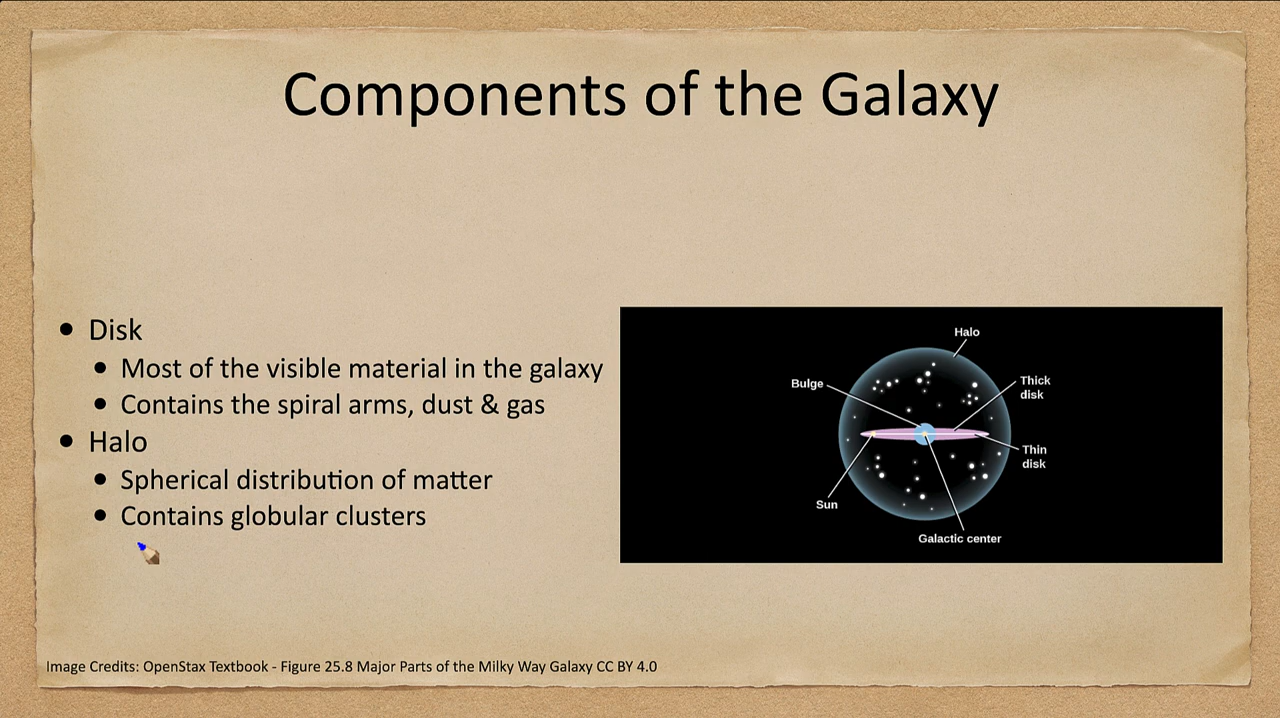 Components of the Galaxy
• Disk
• Most of the visible material in the galaxy
• Contains the spiral arms, dust & gas
• Halo
• Spherical distribution of matter
• Contains globular clusters
Halo
Bulge
Thick
disk
Thin
disk
Sun
Galactic center
Image Credits: OpenStax Textbook - Figure 25.8 Major Parts of the Milky Way Galaxy CC BY 4.0